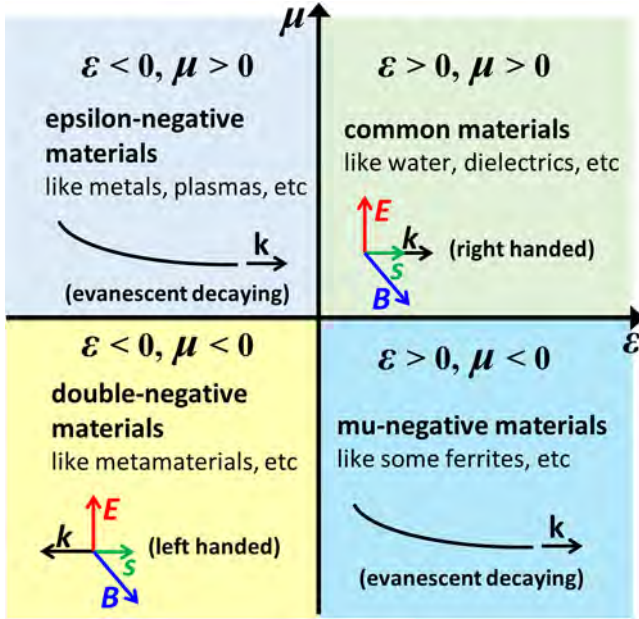 μ
ε < 0, μ > 0
epsilon-negative
materials
like metals, plasmas, etc
k
(evanescent decaying)
ε > 0, μ > 0
common materials
like water, dielectrics, etc
E
k
(right handed)
s
B
ε
ε < 0, μ < 0
double-negative
materials
like metamaterials, etc
E
k
(left handed)
s
B
ε > 0, μ < 0
mu-negative materials
like some ferrites, etc
k
(evanescent decaying)